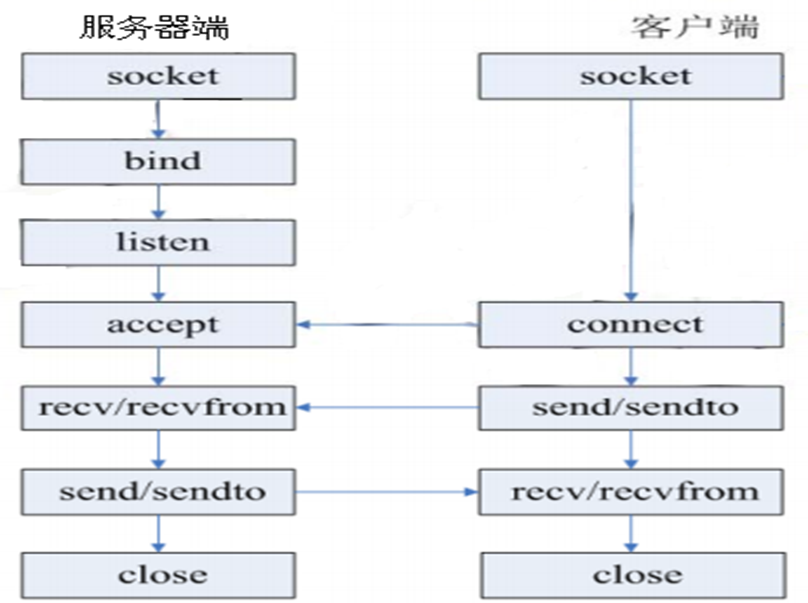 服务器端
客户端
socket
socket
bind
listen
accept
connect
recv/recvfrom
send/sendto
send/sendto
recv/recvfrom
close
close